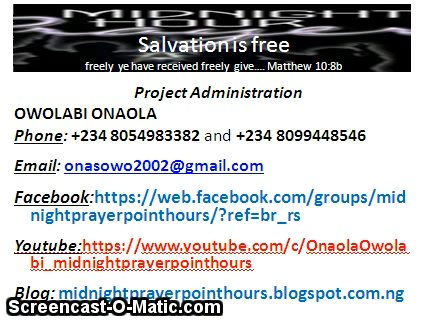 MIDNIGHT
HOUR
Salvation is free
freely ye have received freely give.... Matthew 10:8b
Project Administration
OWOLABI ONAOLA
Phone: +234 8054983382 and +234 8099448546
Email: onasowo2002@gmail.com
Facebook:https://web.facebook.com/groups/mid
nightprayerpointhours/?ref=br_rs
Youtube:https://www.youtube.com/c/OnaolaOwola
bi_midnightprayerpointhours
Blog: midnightprayerpointhours.blogspot.com.ng
Screencast-O-Matic.com